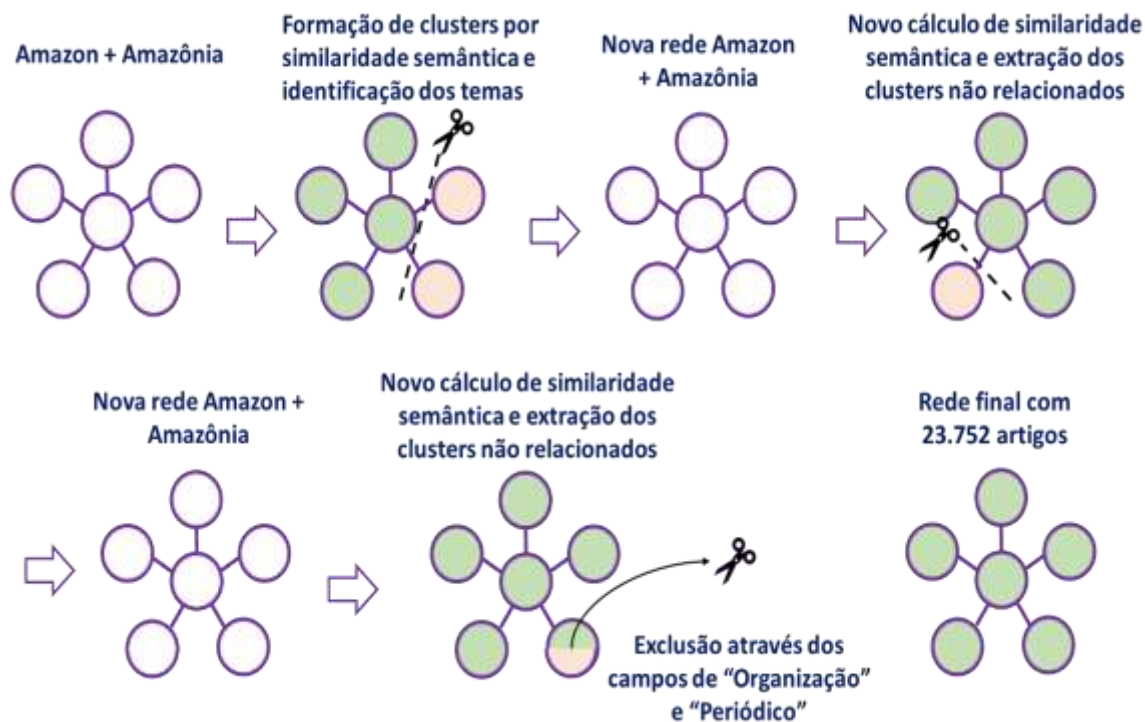 Amazon + Amazônia
Formação de clusters por
similaridade semântica e
identificação dos temas
Nova rede Amazon
+ Amazônia
Novo cálculo de similaridade
semântica e extração dos
clusters não relacionados
Nova rede Amazon +
Amazônia
Novo cálculo de similaridade
semântica e extração dos
clusters não relacionados
Exclusão através dos
campos de “Organização”
e “Periódico”
Rede final com
23.752 artigos